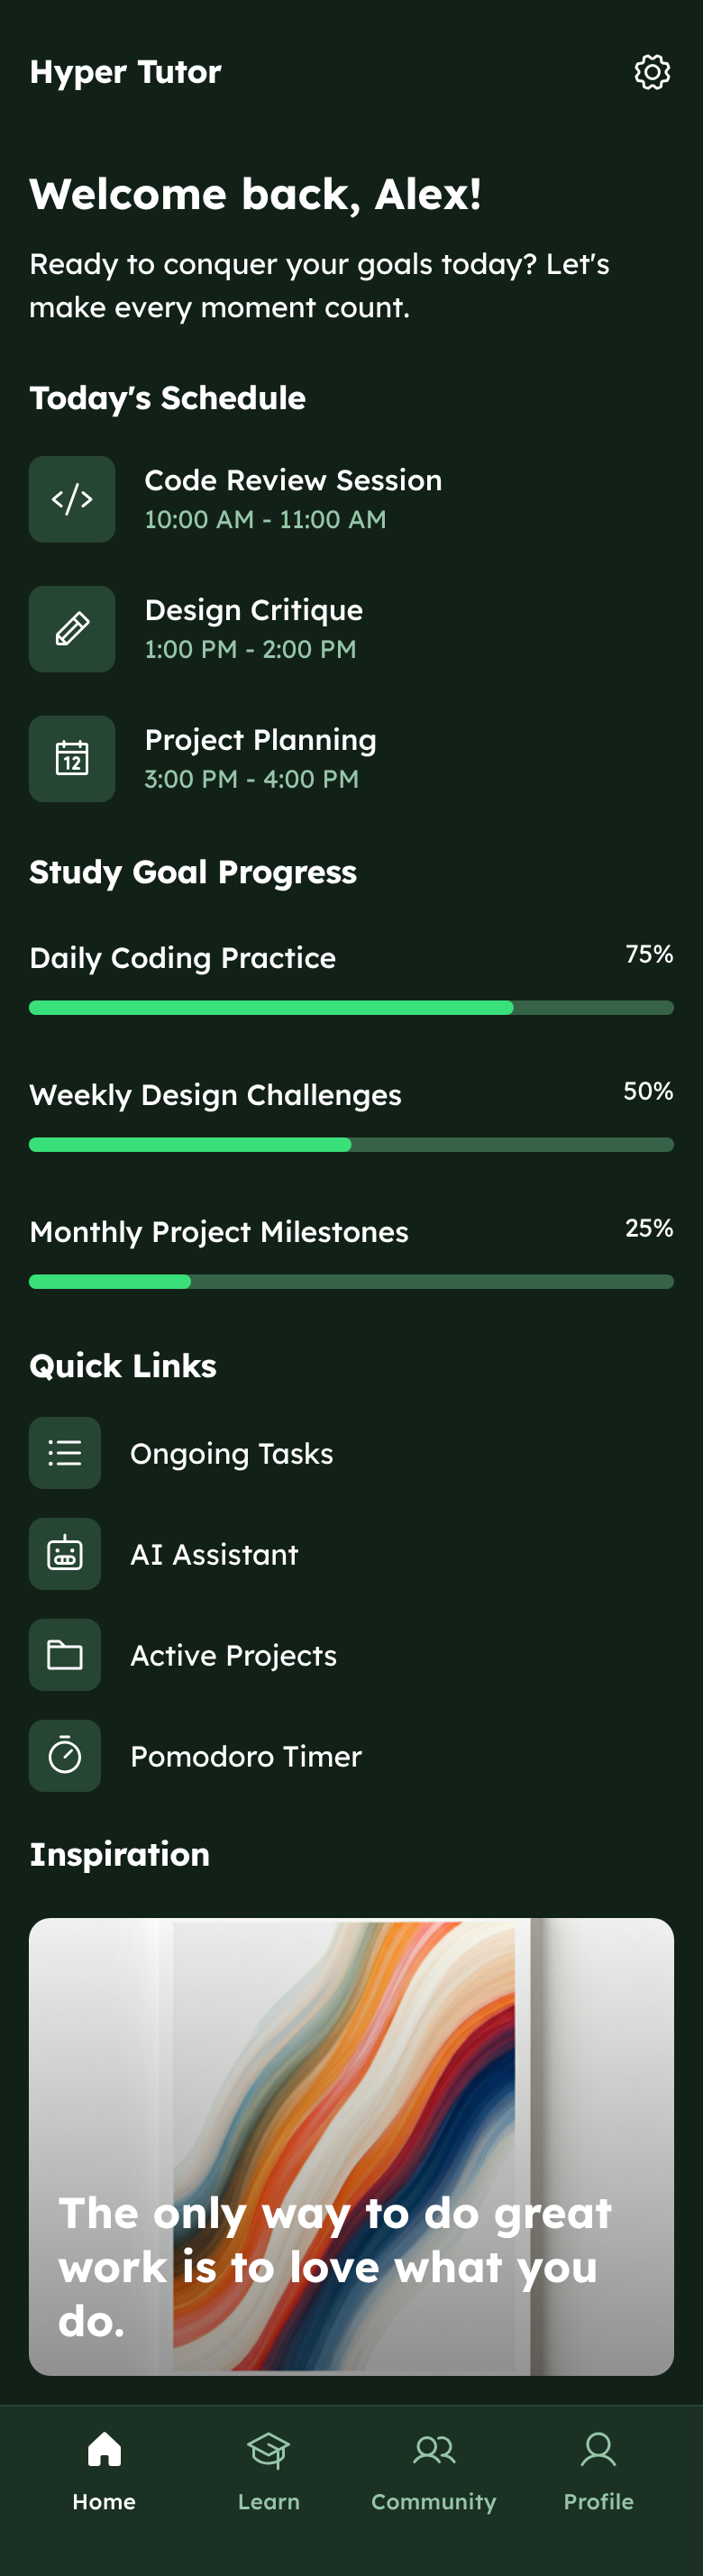 Hyper Tutor
Welcome back, Alex!
Ready to conquer your goals today? Let's
make every moment count.
Today's Schedule
Code Review Session
10:00 AM - 11:00 AM
Design Critique
1:00 PM - 2:00 PM
12
Project Planning
3:00 PM - 4:00 PM
Study Goal Progress
Daily Coding Practice 75%
Weekly Design Challenges 50%
Monthly Project Milestones 25%
Quick Links
Ongoing Tasks
AI Assistant
Active Projects
Pomodoro Timer
Inspiration
The only way to do great
work is to love what you
do.
Home Learn Community Profile